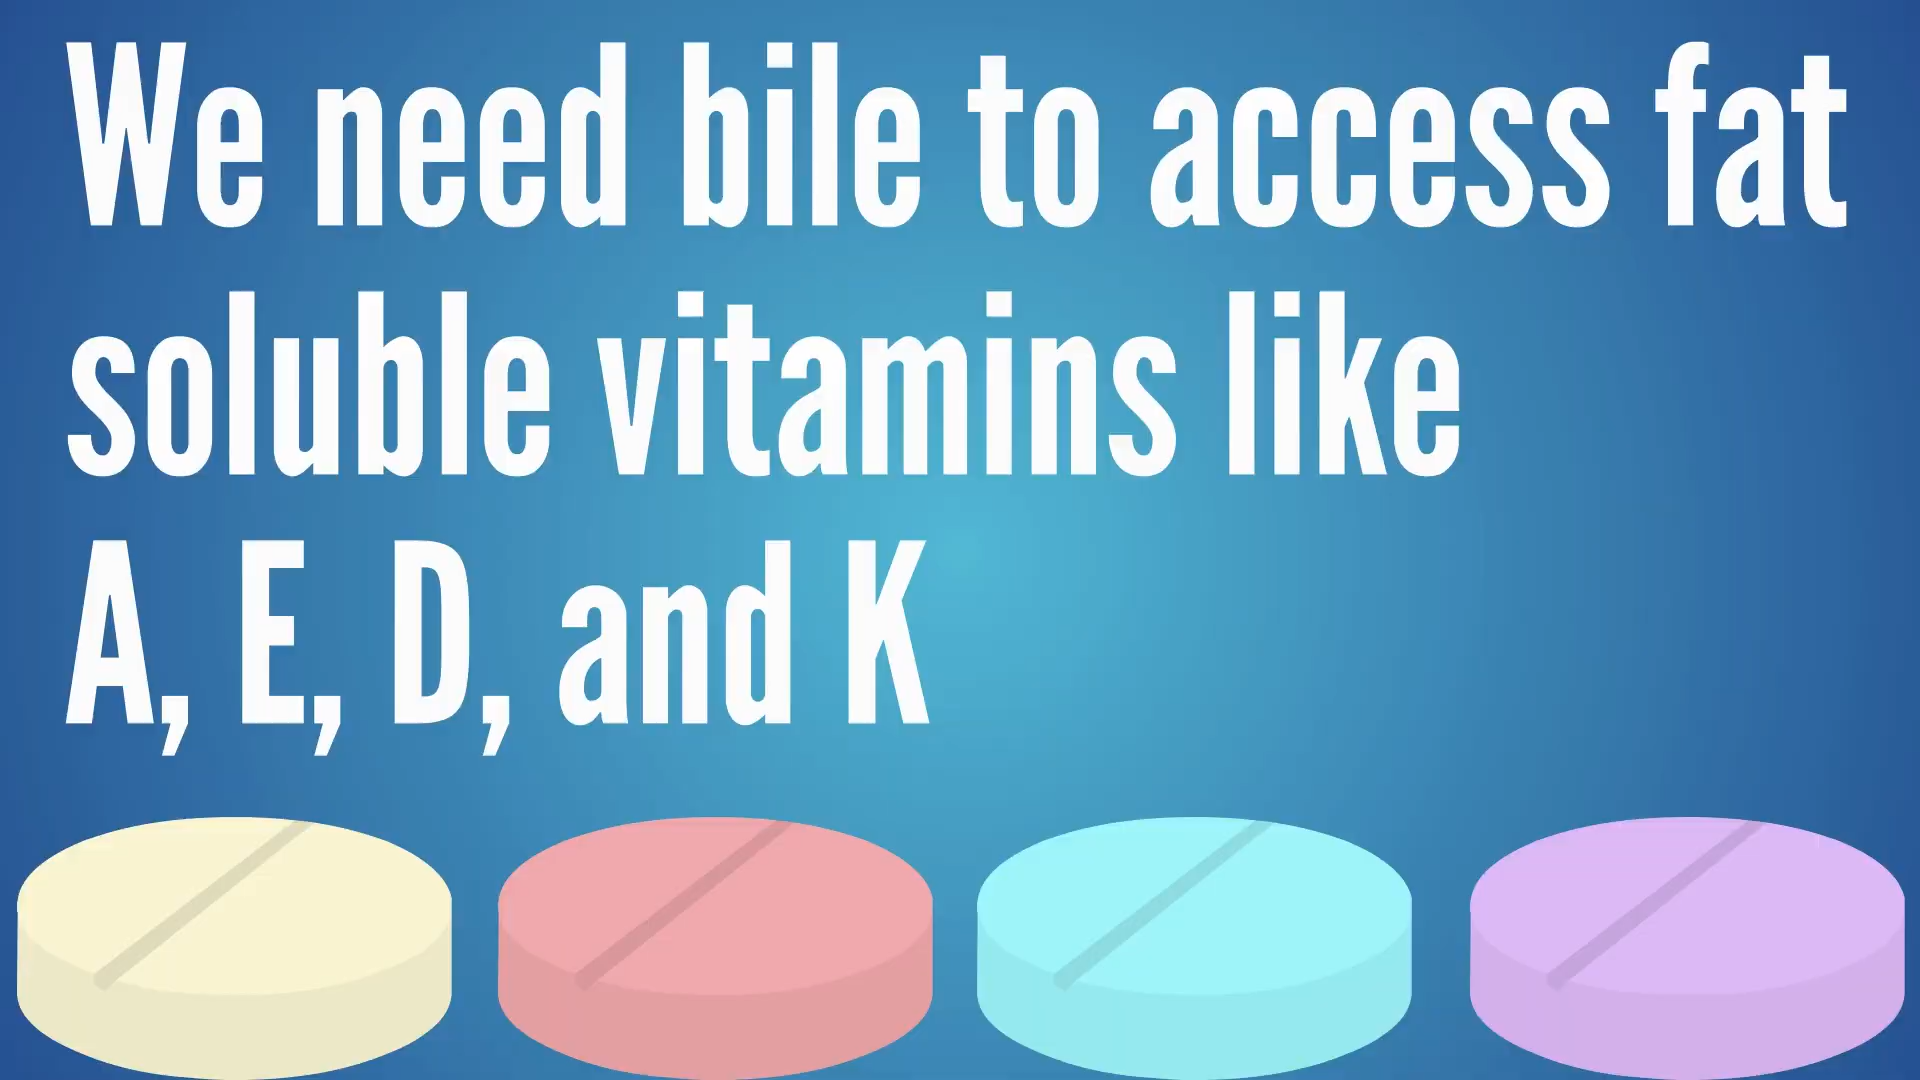 We need bile to access fat
soluble vitamins like
A, E, D, and K